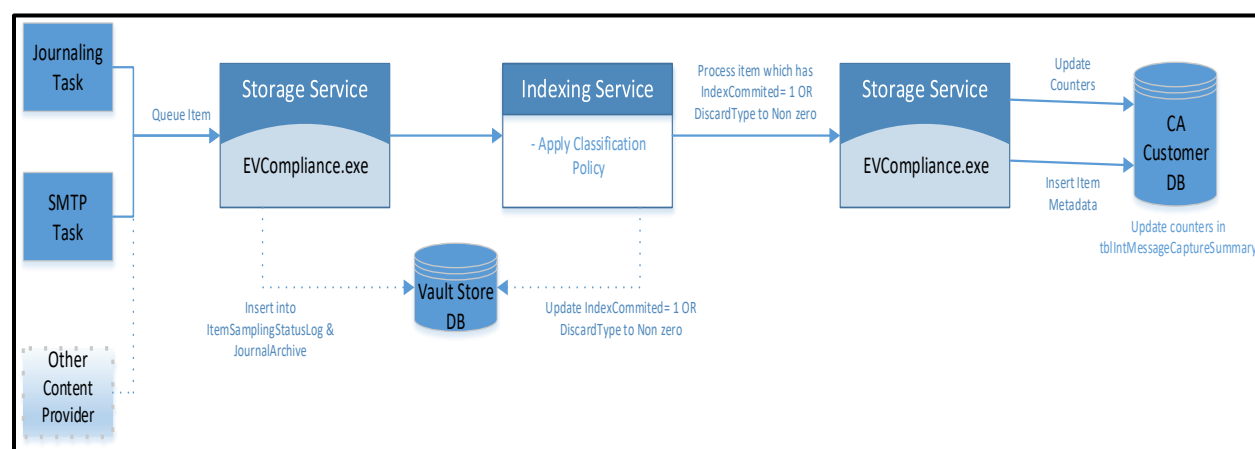 Journaling
Task
SMTP
Task
Other
Content
Provider
Queue Item
Storage Service
EVCompliance.exe
Insert into
ItemSamplingStatusLog &
JournalArchive
Vault Store
DB
Indexing Service
- Apply Classification
Policy
Update IndexCommited= 1 OR
DiscardType to Non zero
Process item which has
IndexCommited= 1 OR
DiscardType to Non zero
Storage Service
EVCompliance.exe
Update
Counters
Insert Item
Metadata
CA
Customer
DB
Update counters in
tblIntMessageCaptureSummary